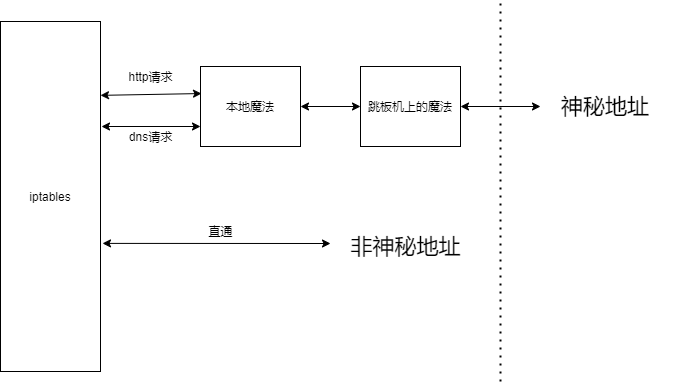 http请求
本地魔法
跳板机上的魔法
神秘地址
dns请求
iptables
直通
非神秘地址